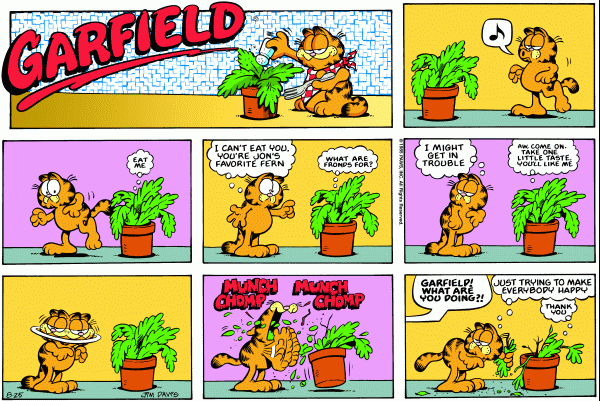 GARFIELD
EAT
ME
I CAN'T EAT YOU,
YOU'RE JON'S
FAVORITE FERN
WHAT ARE
FRONDS FOR?
I MIGHT
GET IN
TROUBLE
AW, COME ON.
TAKE ONE
LITTLE TASTE.
YOU'LL LIKE ME
8-25
JIM DAVIS
MUNCH
CHOMP
MUNCH
CHOMP
GARFIELD!
WHAT ARE
YOU DOING?!
JUST TRYING TO MAKE
EVERYBODY HAPPY
THANK
YOU